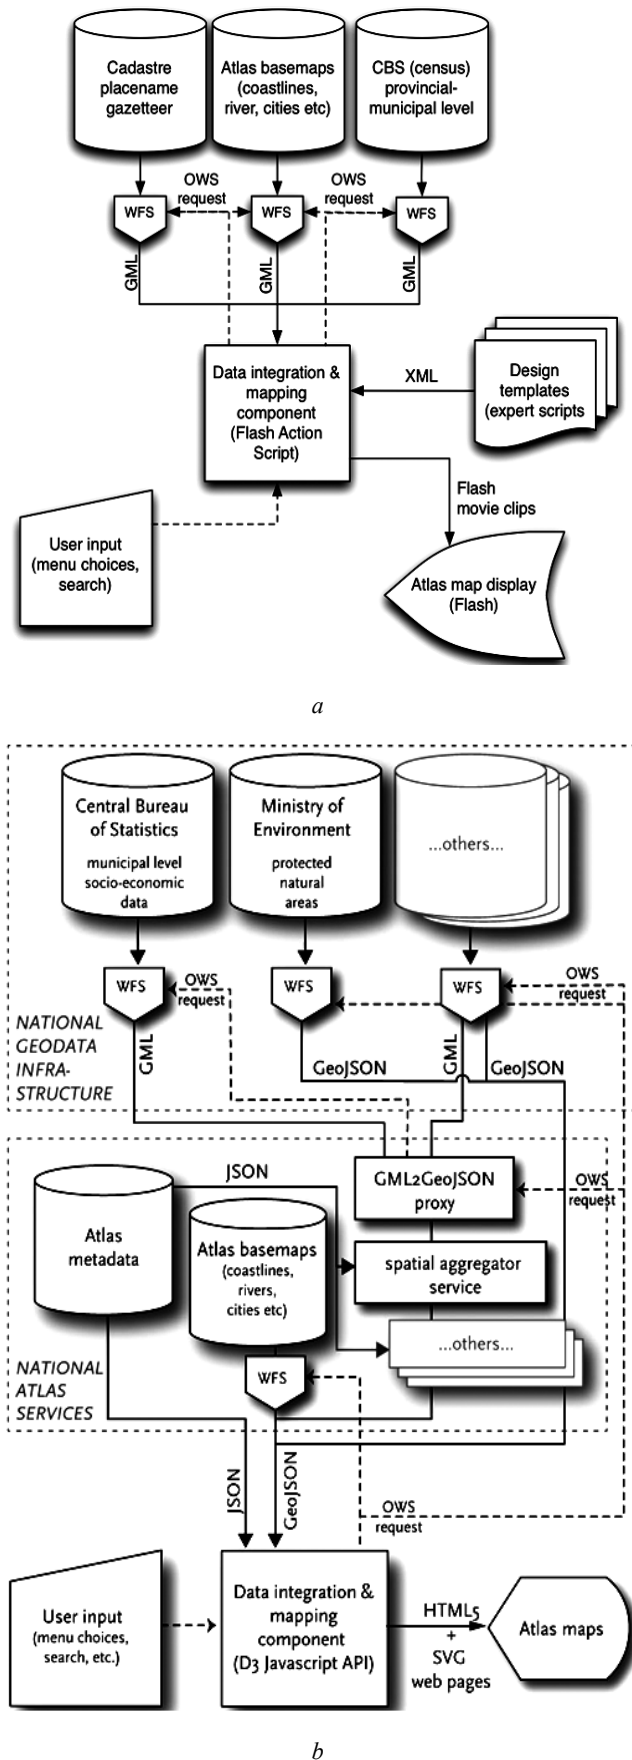 Cadastre
placename
gazetteer
Atlas basemaps
(coastlines,
river, cities etc)
CBS (census)
provincial-
municipal level
OWS
request
OWS
request
WFS
WFS
WFS
GML
GML
GML
Data integration &
mapping
component
(Flash Action
Script)
XML
Design
templates
(expert scripts
Flash
movie clips
User input
(menu choices,
search)
Atlas map display
(Flash)
a
Central Bureau
of Statistics
municipal level
socio-economic
data
Ministry of
Environment
protected
natural
areas
...others...
WFS
OWS
request
WFS
WFS
OWS
request
NATIONAL
GEODATA
INFRA-
STRUCTURE
GML
GeoJSON
GML
GeoJSON
JSON
GML2GeoJSON
proxy
OWS
request
Atlas
metadata
Atlas basemaps
(coastlines,
rivers,
cities etc)
spatial aggregator
service
...others...
NATIONAL
ATLAS
SERVICES
WFS
JSON
GeoJSON
OWS
request
User input
(menu choices,
search, etc.)
Data integration &
mapping
component
(D3 Javascript API)
HTML5
+
SVG
web pages
Atlas maps
b